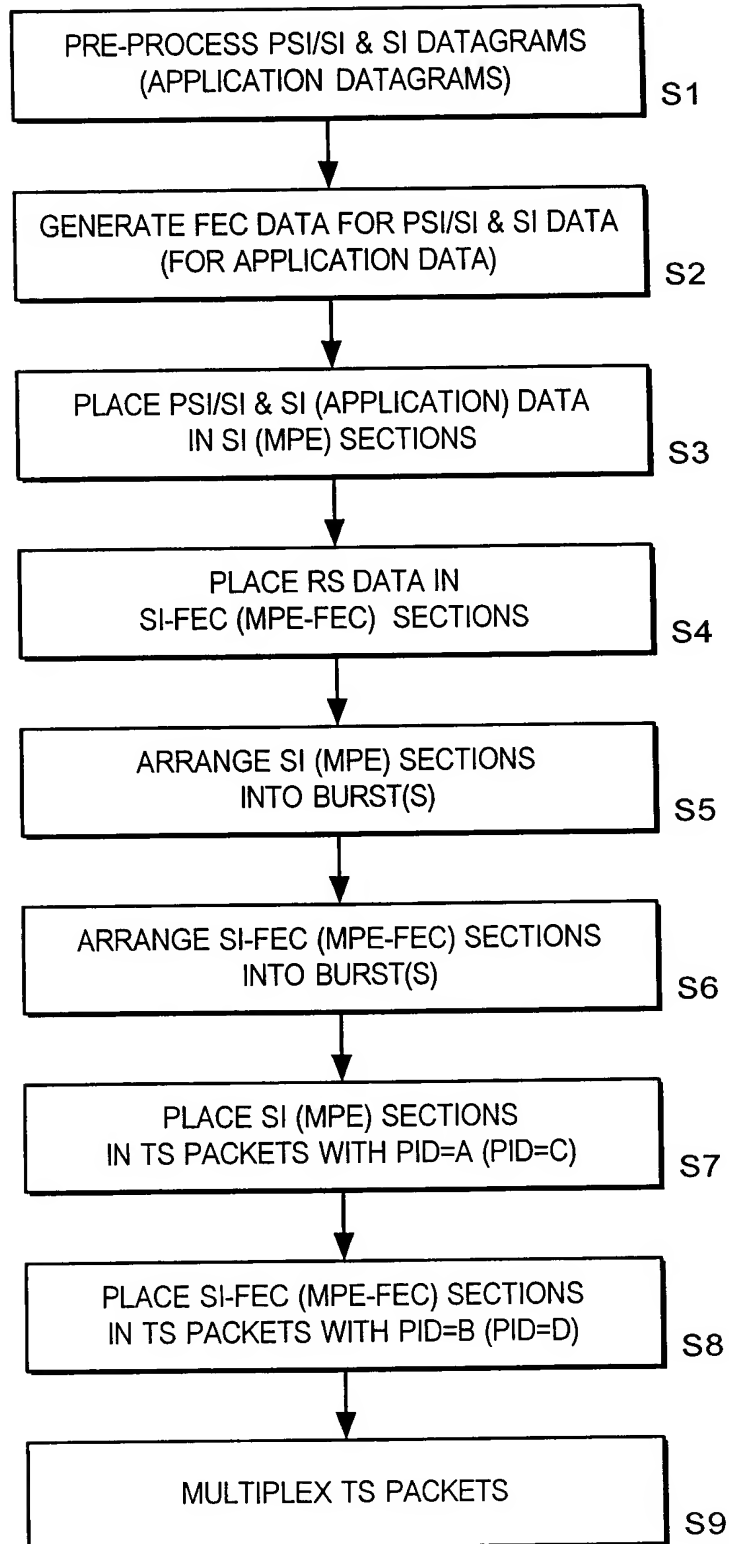 PRE-PROCESS PSI/SI & SI DATAGRAMS
(APPLICATION DATAGRAMS)
S1
GENERATE FEC DATA FOR PSI/SI & SI DATA
(FOR APPLICATION DATA)
S2
PLACE PSI/SI & SI (APPLICATION) DATA
IN SI (MPE) SECTIONS
S3
PLACE RS DATA IN
SI-FEC (MPE-FEC) SECTIONS
S4
ARRANGE SI (MPE) SECTIONS
INTO BURST(S)
S5
ARRANGE SI-FEC (MPE-FEC) SECTIONS
INTO BURST(S)
S6
PLACE SI (MPE) SECTIONS
IN TS PACKETS WITH PID=A (PID=C)
S7
PLACE SI-FEC (MPE-FEC) SECTIONS
IN TS PACKETS WITH PID=B (PID=D)
S8
MULTIPLEX TS PACKETS
S9